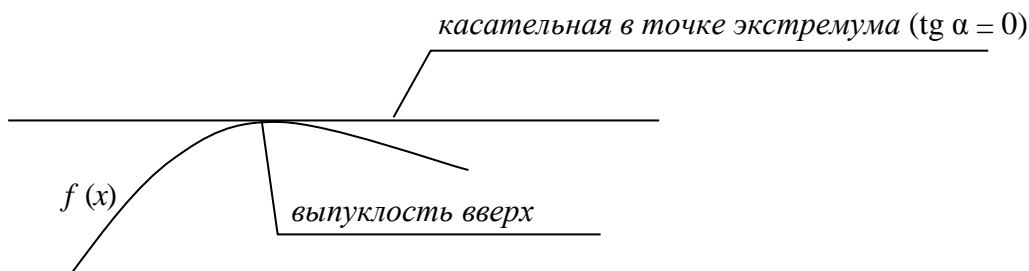 касательная в точке экстремума (tg α = 0)
f (x)
выпуклость вверх